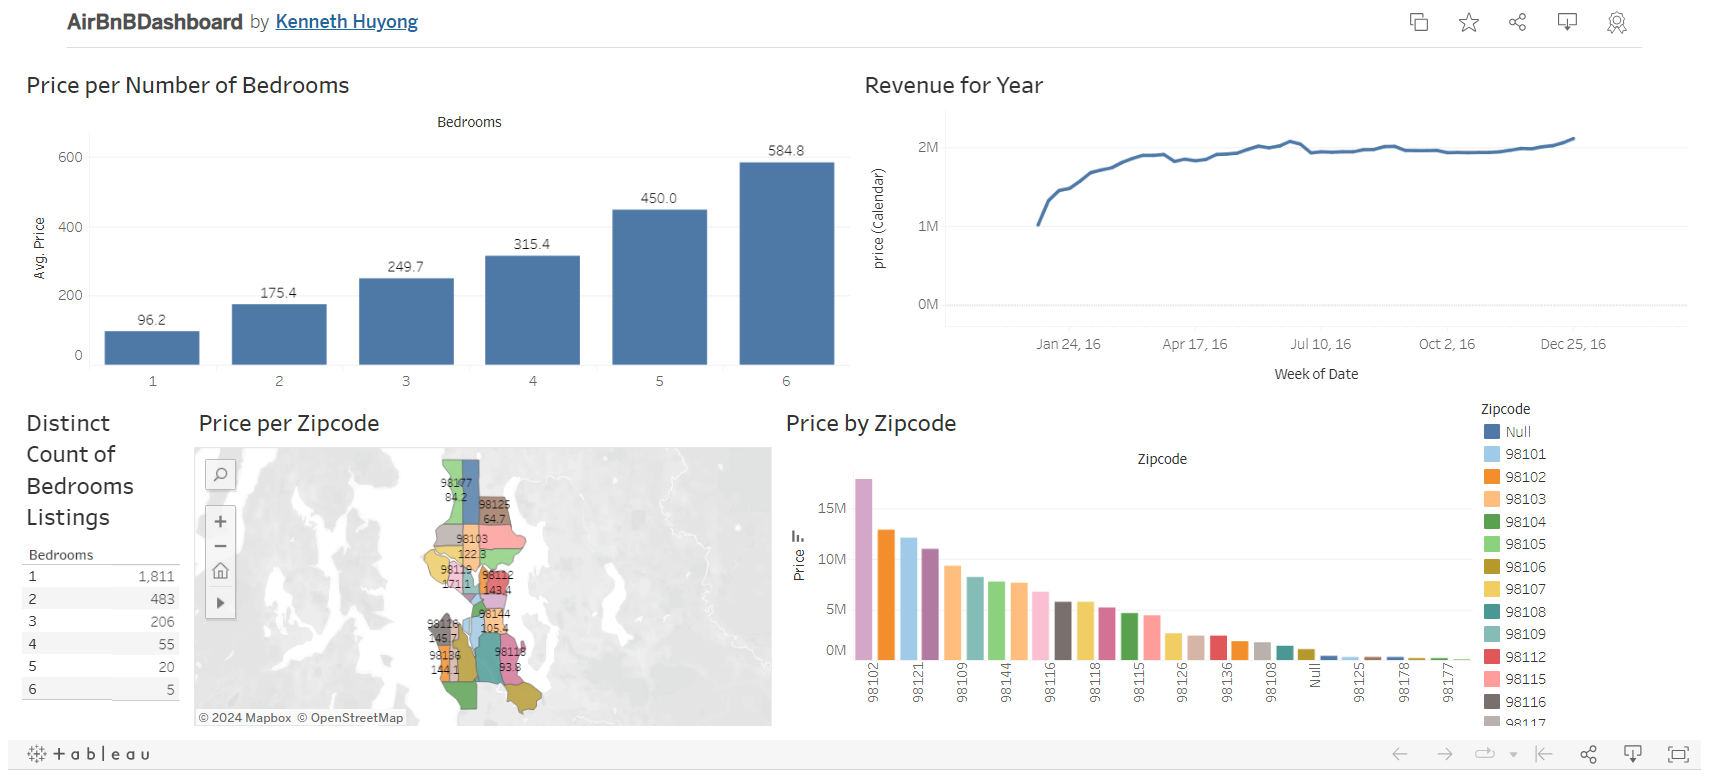 AirBnBDashboard by Kenneth Huyong
Price per Number of Bedrooms
Bedrooms
Avg. Price
600
400
200
0
96.2
175.4
249.7
315.4
450.0
584.8
1
2
3
4
5
6
Revenue for Year
price (Calendar)
2M
1M
0M
Jan 24, 16
Apr 17, 16
Jul 10, 16
Oct 2, 16
Dec 25, 16
Week of Date
Distinct
Count of
Bedrooms
Listings
Bedrooms
1 1,811
2 483
3 206
4 55
5 20
6 5
Price per Zipcode
98177
84.2
98125
64.7
98103
122.3
98119
171.1
98112
143.4
98144
105.4
98116
145.7
98136
144.1
98118
93.8
© 2024 Mapbox © OpenStreetMap
Price by Zipcode
Zipcode
Price
15M
10M
5M
0M
98102
98121
98109
98144
98116
98118
98115
98126
98136
98108
Null
98125
98178
98177
Zipcode
Null
98101
98102
98103
98104
98105
98106
98107
98108
98109
98112
98115
98116
98117
+ableau